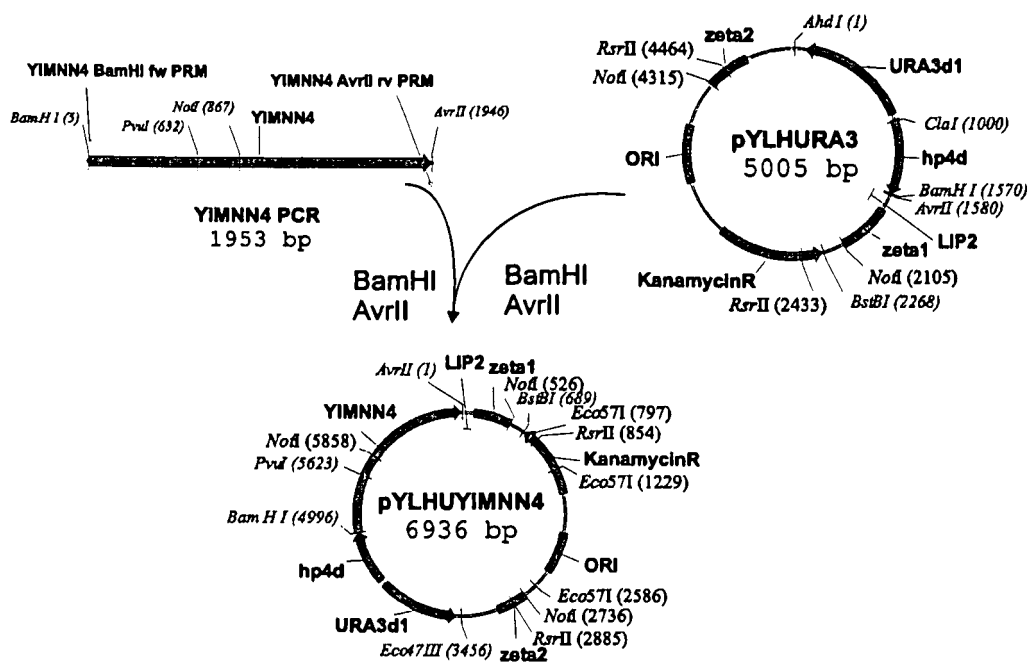 YlMNN4 BamHI fw PRM
YlMNN4 AvrII rv PRM
BamH I (5)
PvuI (632)
NotI (867)
YlMNN4
AvrII (1946)
YlMNN4 PCR
1953 bp
AhdI (1)
zeta2
RsrII (4464)
NotI (4315)
URA3d1
ClaI (1000)
ORI
pYLHURA3
5005 bp
hp4d
BamH I (1570)
AvrII (1580)
LIP2
zeta1
KanamycinR
NotI (2105)
RsrII (2433)
BstBI (2268)
BamHI
AvrII
BamHI
AvrII
AvrII (1)
LIP2
zeta1
NotI (526)
BstBI (689)
Eco57I (797)
RsrII (854)
YlMNN4
NotI (5858)
KanamycinR
PvuI (5623)
Eco57I (1229)
pYLHUYlMNN4
6936 bp
BamH I (4996)
hp4d
ORI
Eco57I (2586)
NotI (2736)
URA3d1
RsrII (2885)
Eco47III (3456)
zeta2